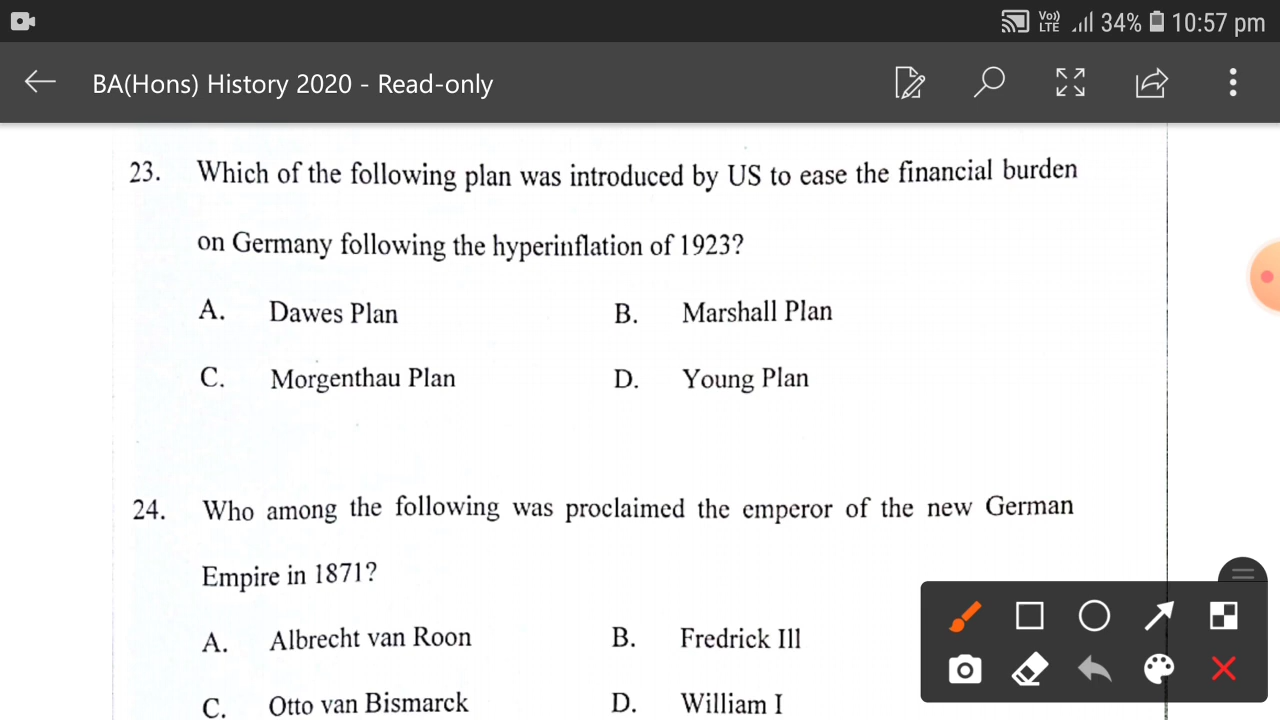 Vo)) LTE 34% 10:57 pm
BA(Hons) History 2020 - Read-only
23. Which of the following plan was introduced by US to ease the financial burden
on Germany following the hyperinflation of 1923?
A. Dawes Plan B. Marshall Plan
C. Morgenthau Plan D. Young Plan
24. Who among the following was proclaimed the emperor of the new German
Empire in 1871?
A. Albrecht van Roon B. Fredrick Ill
C. Otto van Bismarck D. William I